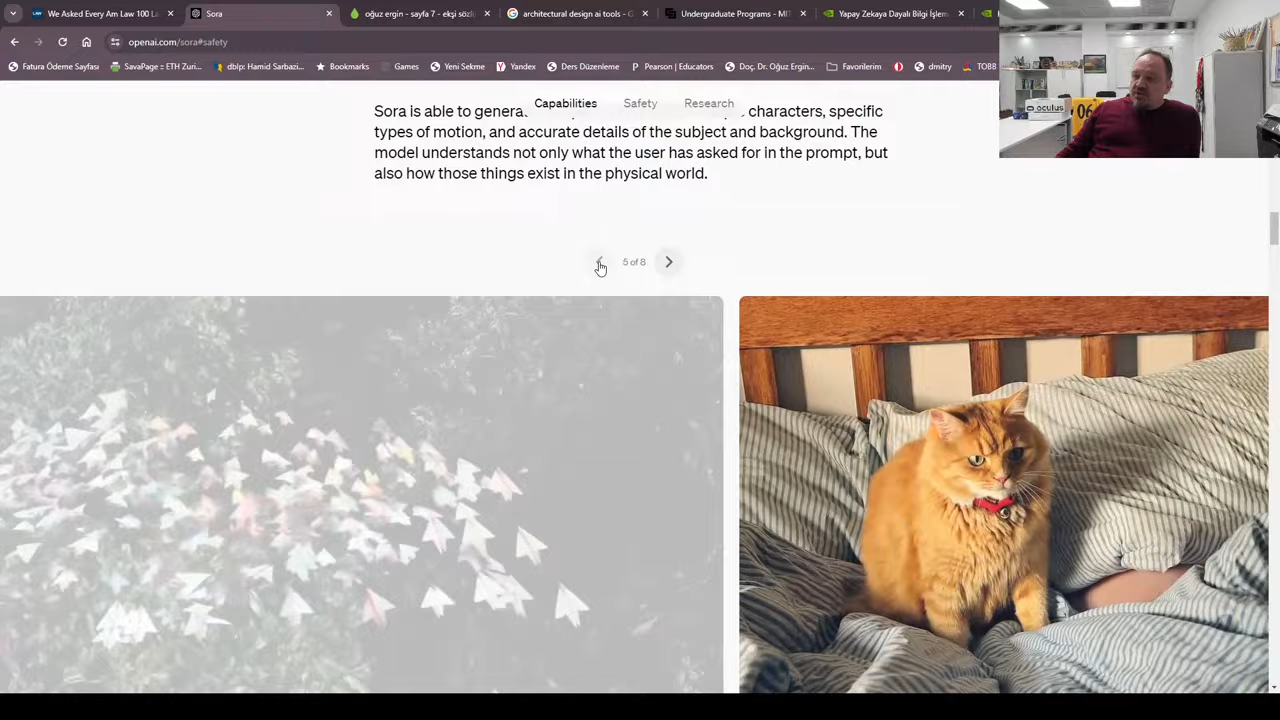 We Asked Every Am Law 100 La
Sora
oğuz ergin - sayfa 7 - ekşi sözl
architectural design ai tools - G
Undergraduate Programs - MIT
Yapay Zekaya Dayalı Bilgi İşlem
openai.com/sora#safety
Fatura Ödeme Sayfası
SavaPage :: ETH Zuri...
dblp: Hamid Sarbazi...
Bookmarks
Games
Yeni Sekme
Yandex
Ders Düzenleme
Pearson | Educators
Doç. Dr. Oğuz Ergin...
Favorilerim
dmitry
TOBB
oculus
06
Capabilities
Safety
Research
Sora is able to genera characters, specific
types of motion, and accurate details of the subject and background. The
model understands not only what the user has asked for in the prompt, but
also how those things exist in the physical world.
5 of 8